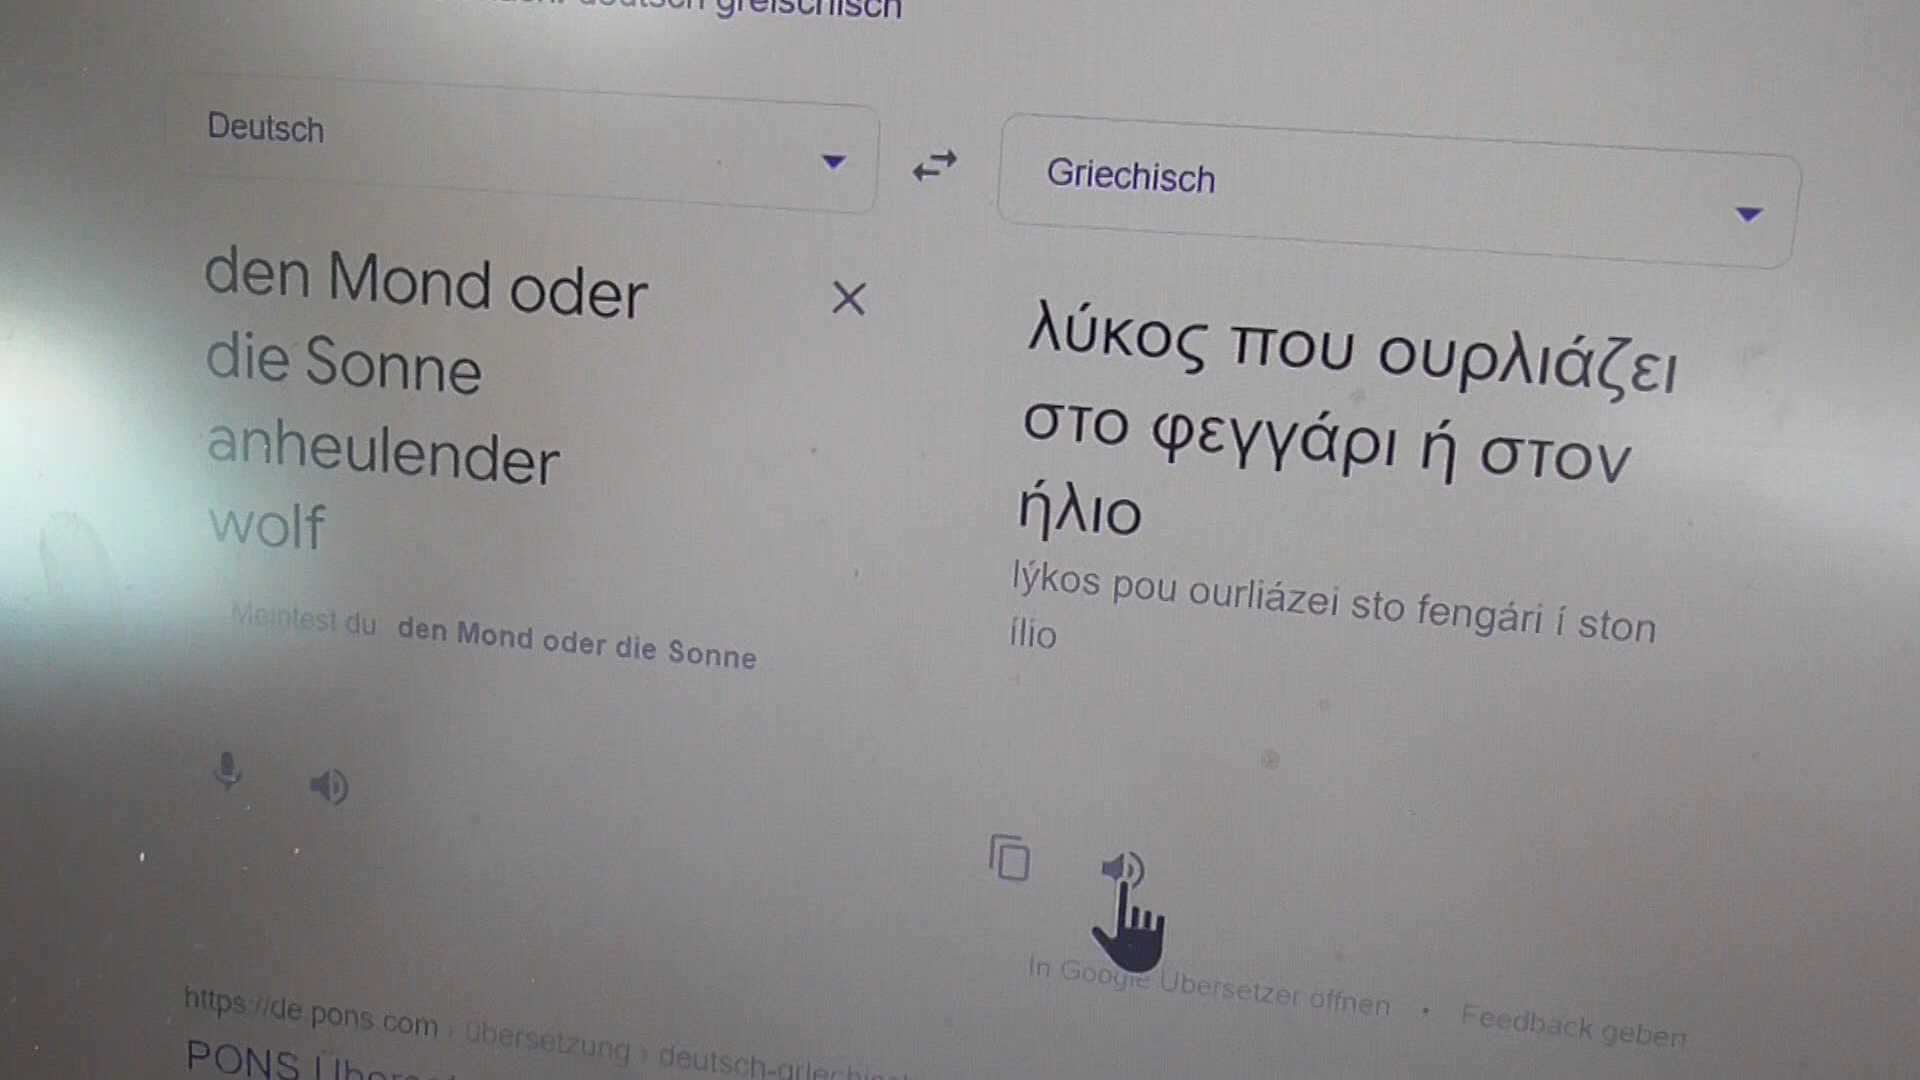 deutsch greischisch
Deutsch
Griechisch
den Mond oder
die Sonne
anheulender
wolf
Meintest du den Mond oder die Sonne
λύκος που ουρλιάζει
στο φεγγάρι ή στον
ήλιο
lýkos pou ourliázei sto fengári í ston
ílio
In Google Übersetzer öffnen • Feedback geben
https://de.pons.com › übersetzung ›
PONS